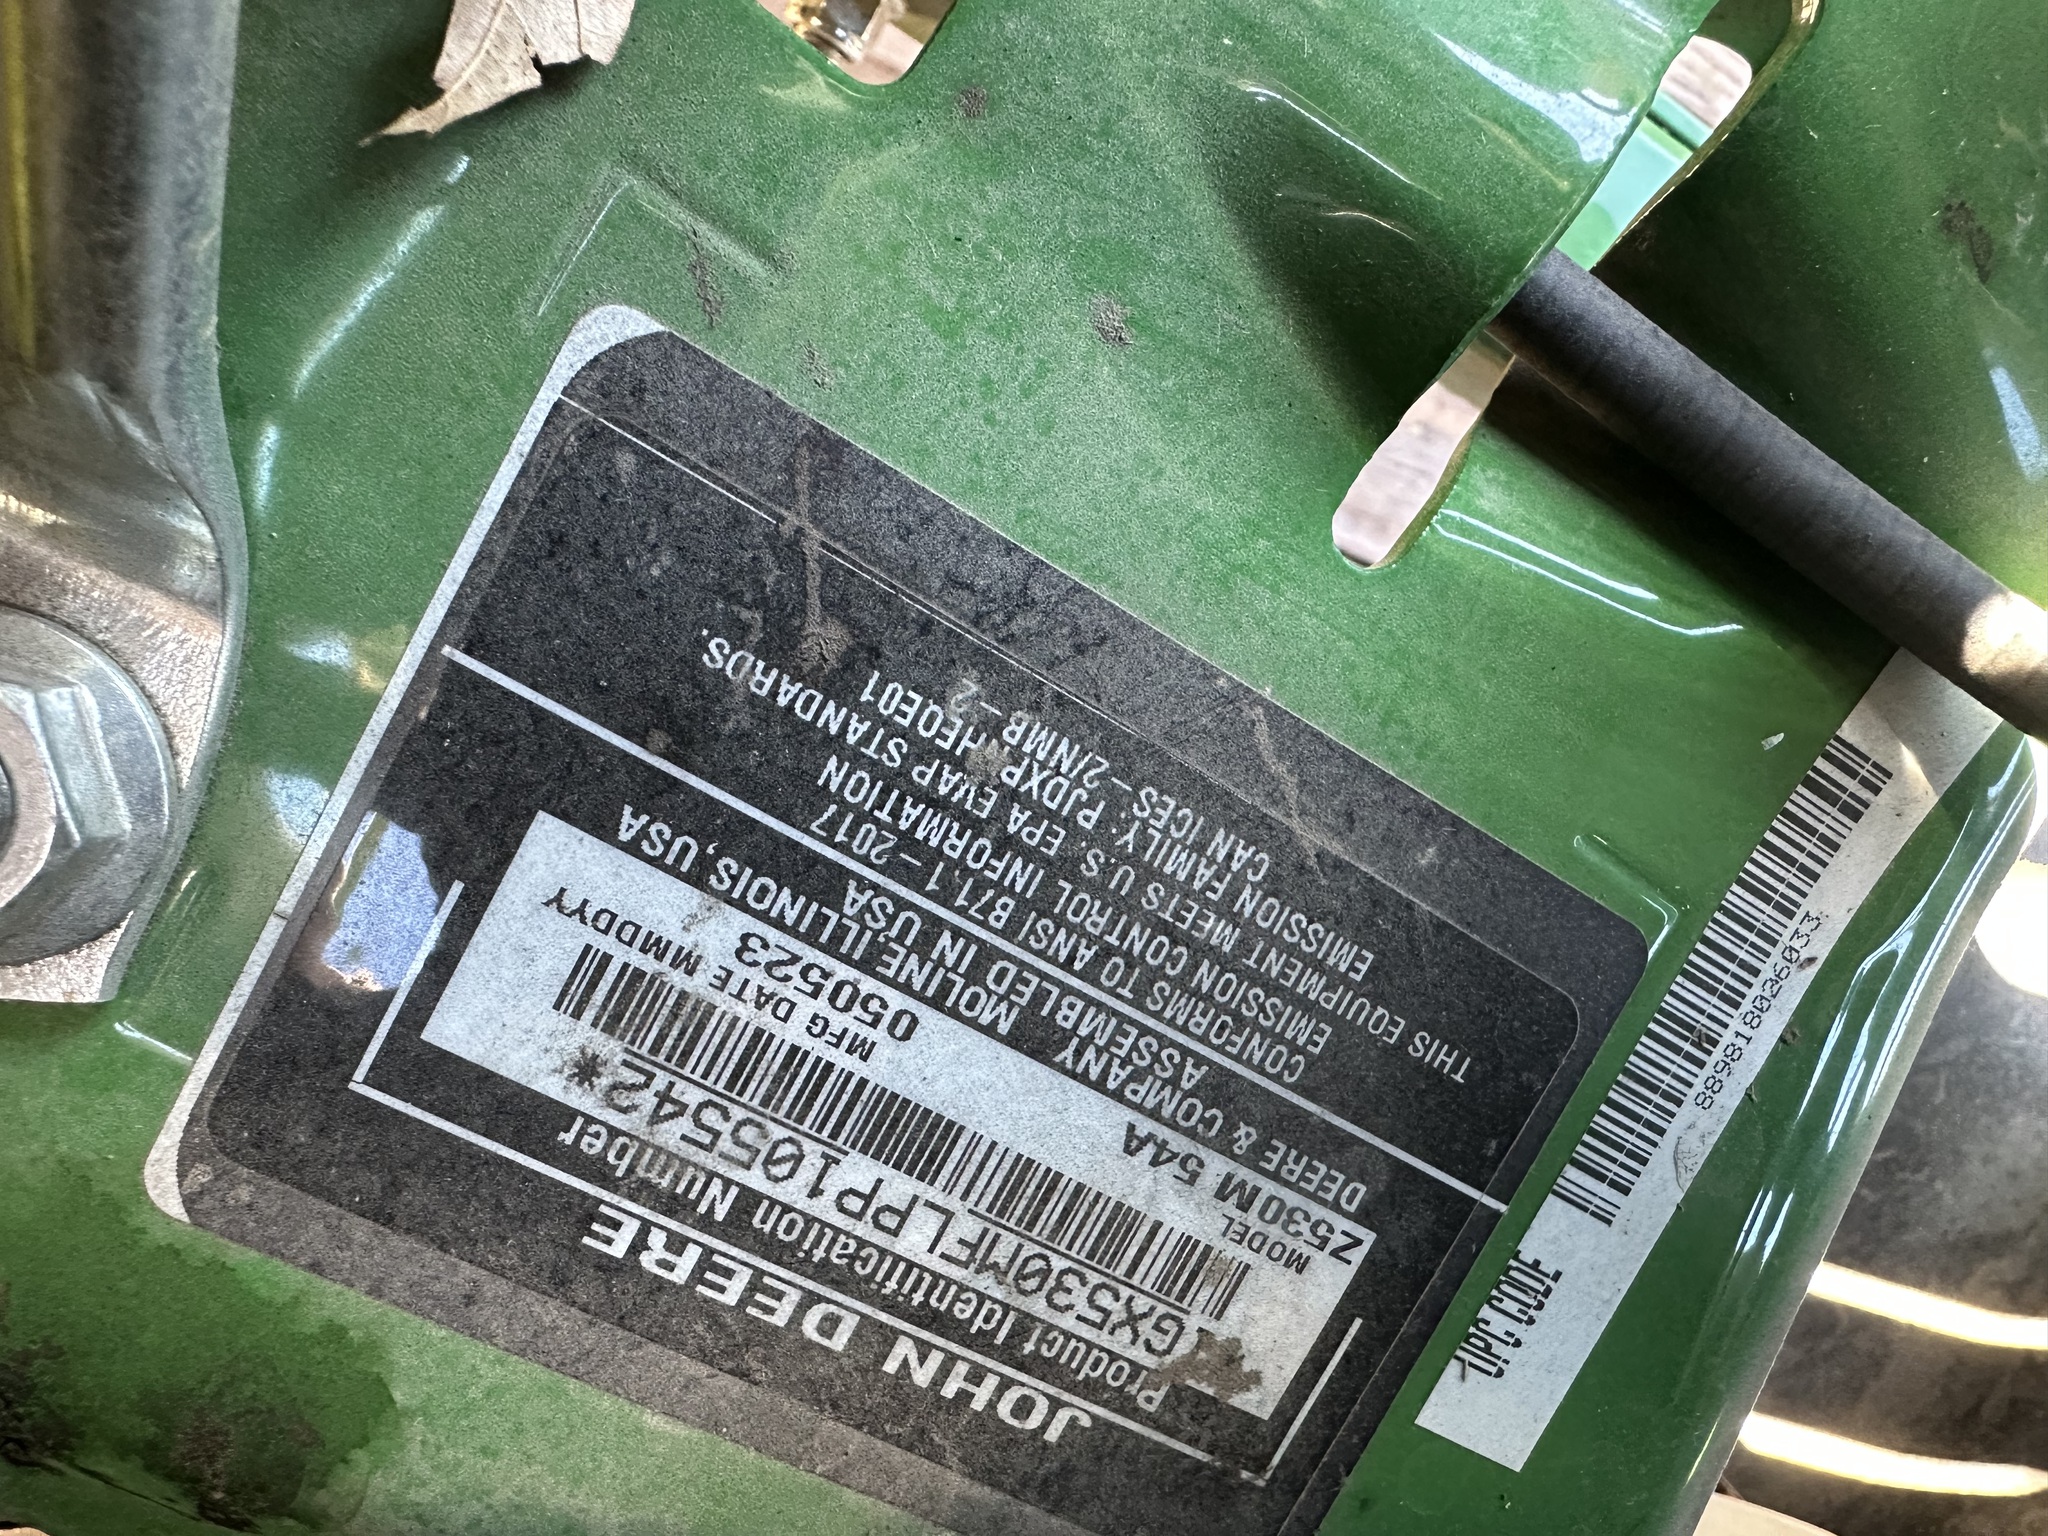 JOHN DEERE
Product Identification Number
GX530MFLPP105542*
MODEL
Z530M 54A
MFG DATE MMDDYY
050523
DEERE & COMPANY
MOLINE, ILLINOIS, USA
ASSEMBLED IN USA
CONFORMS TO ANSI B71.1-2017
EMISSION CONTROL INFORMATION
THIS EQUIPMENT MEETS U.S. EPA EVAP STANDARDS.
EMISSION FAMILY:
CAN ICES-2/NMB-2
UPC CODE